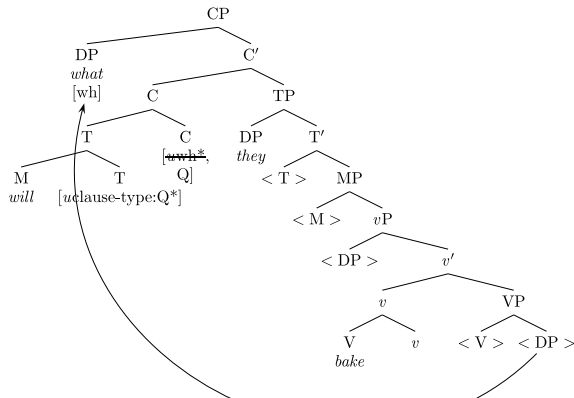 CP
DP C′
what
[wh]
C TP
T C DP T′
[uwh*, they
Q]
< T > MP
M T
will [uclause-type:Q*]
< M > vP
< DP > v′
v VP
V v < V > < DP >
bake